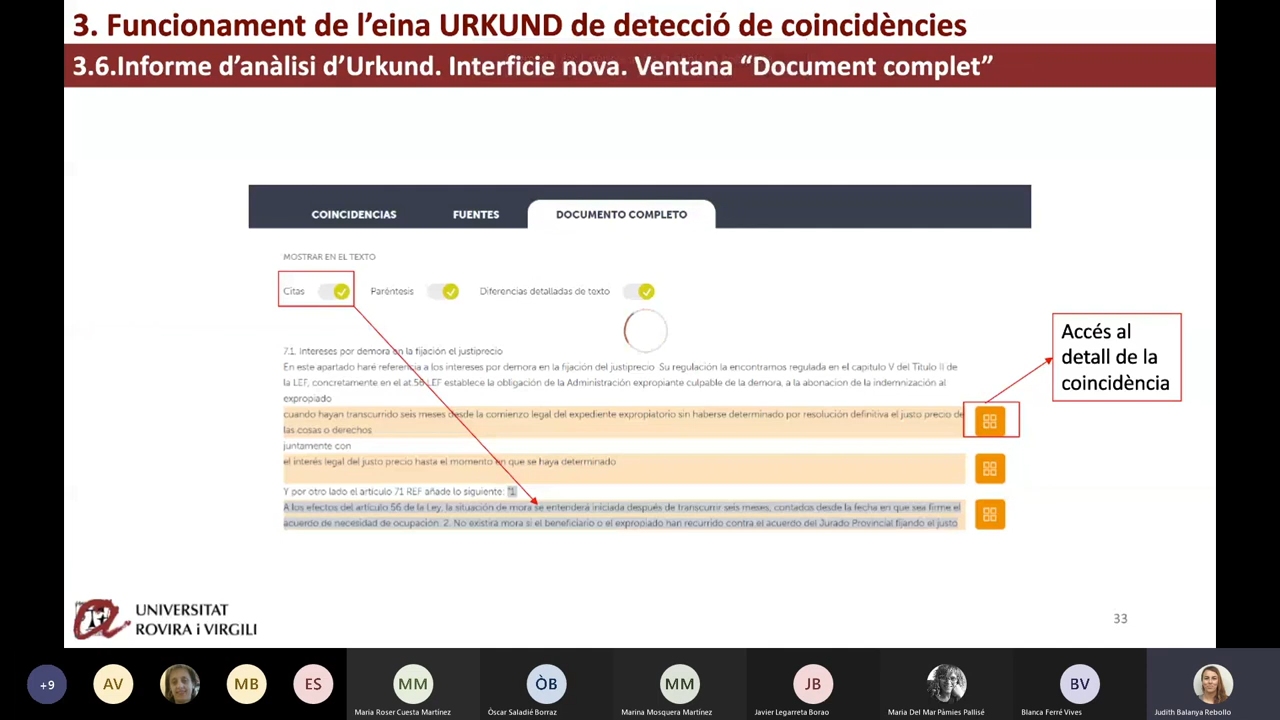 3. Funcionament de l'eina URKUND de detecció de coincidències
3.6.Informe d'anàlisi d'Urkund. Interficie nova. Ventana “Document complet”
COINCIDENCIAS FUENTES DOCUMENTO COMPLETO
MOSTRAR EN EL TEXTO
Citas Paréntesis Diferencias detalladas de texto
7.1. Intereses por demora en la fijación el justiprecio
En este apartado haré referencia a los intereses por demora en la fijación del justiprecio Su regulación la encontramos regulada en el capitulo V del Titulo II de
la LEF, concretamente en el at.56 LEF establece la obligación de la Administración expropiante culpable de la demora, a la abonacion de la indemnización al
expropiado
cuando hayan transcurrido seis meses desde la comienzo legal del expediente expropiatorio sin haberse determinado por resolución definitiva el justo precio de
las cosas o derechos
juntamente con
el interés legal del justo precio hasta el momento en que se haya determinado
Y por otro lado el artículo 71 REF añade lo siguiente: "1.
A los efectos del artículo 56 de la Ley, la situación de mora se entenderá iniciada después de transcurrir seis meses, contados desde la fecha en que sea firme el
acuerdo de necesidad de ocupación. 2. No existirá mora si el beneficiario o el expropiado han recurrido contra el acuerdo del Jurado Provincial fijando el justo
Accés al
detall de la
coincidència
UNIVERSITAT
ROVIRA i VIRGILI
33
+9 AV MB ES MM ÒB MM JB BV
Maria Roser Cuesta Martínez Òscar Saladié Borraz Marina Mosquera Martínez Javier Legarreta Borao Maria Del Mar Pàmies Pallisé Blanca Ferré Vives Judith Balanya Rebollo